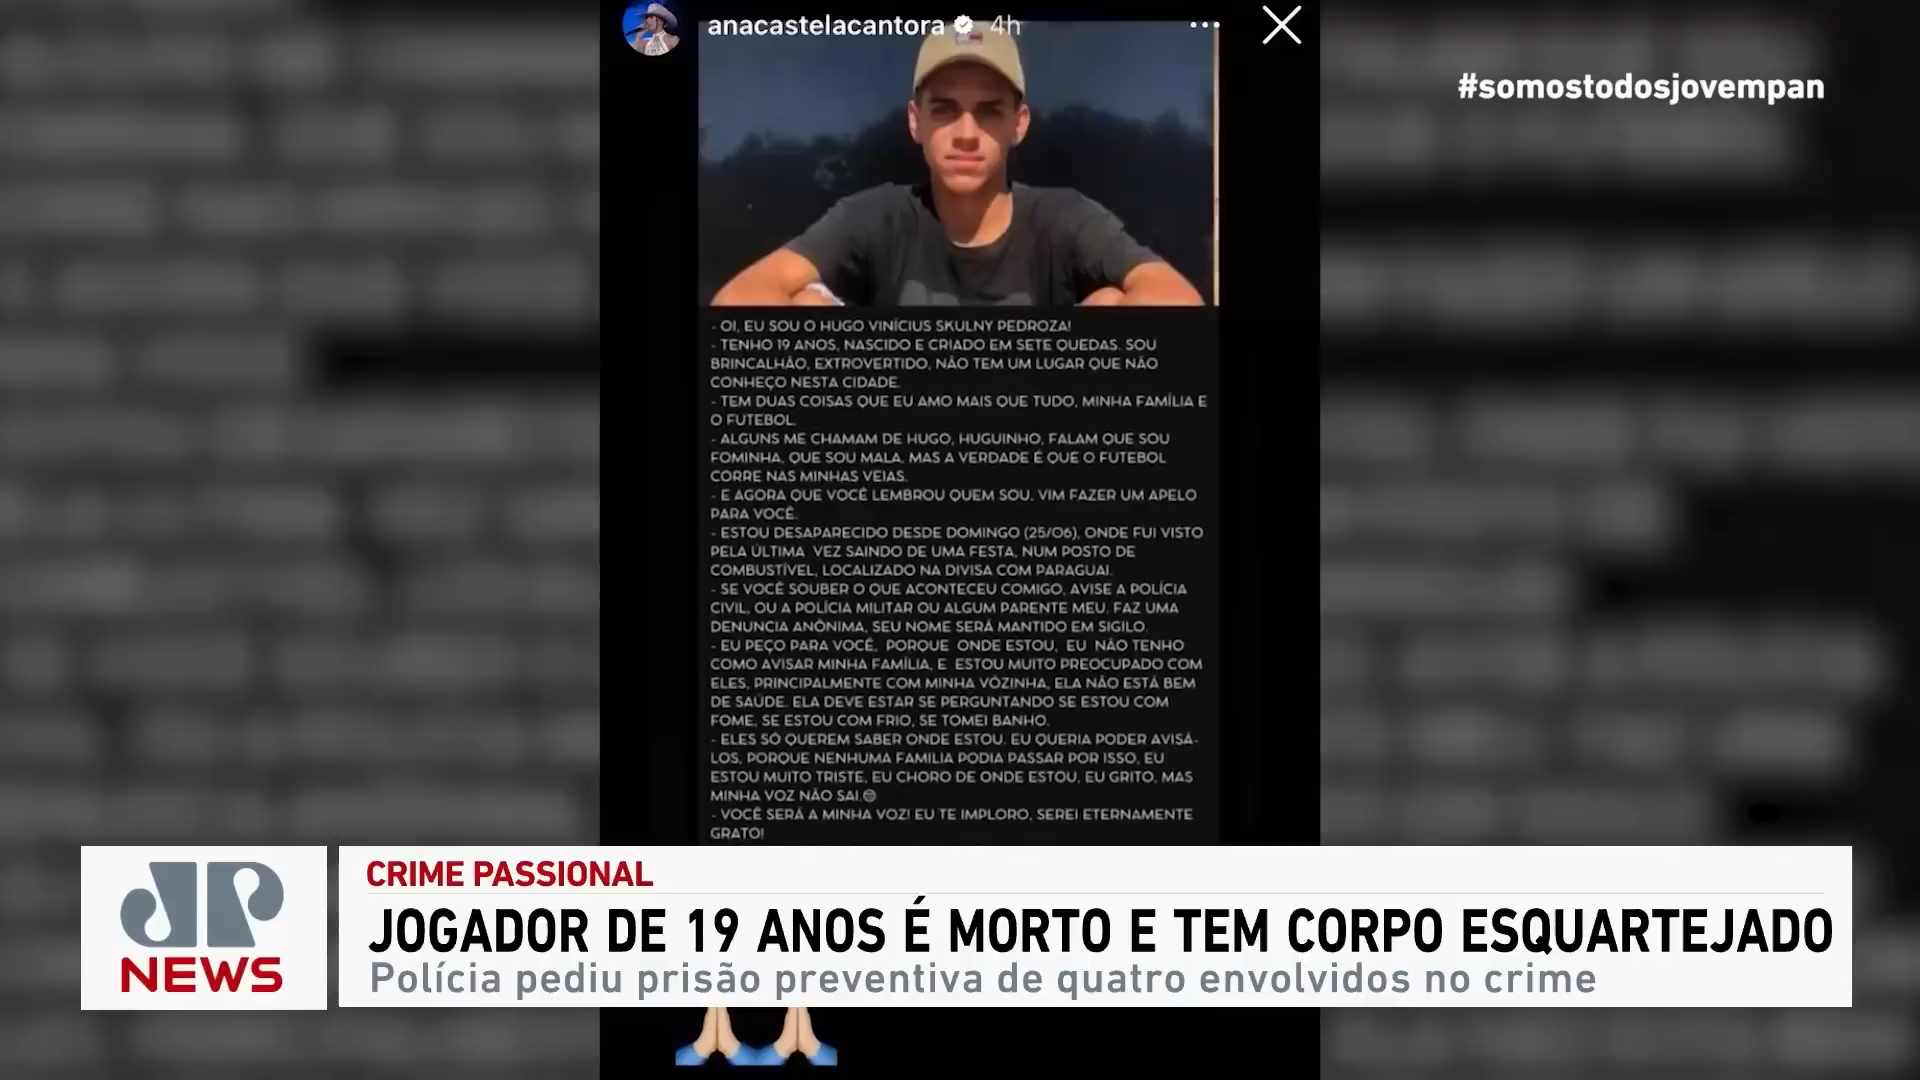 anacastelacantora 4h
#somostodosjovempan
- OI, EU SOU O HUGO VINÍCIUS SKULNY PEDROZA!
- TENHO 19 ANOS, NASCIDO E CRIADO EM SETE QUEDAS. SOU
BRINCALHÃO, EXTROVERTIDO, NÃO TEM UM LUGAR QUE NÃO
CONHEÇO NESTA CIDADE.
- TEM DUAS COISAS QUE EU AMO MAIS QUE TUDO, MINHA FAMÍLIA E
O FUTEBOL.
- ALGUNS ME CHAMAM DE HUGO, HUGUINHO, FALAM QUE SOU
FOMINHA, QUE SOU MALA, MAS A VERDADE É QUE O FUTEBOL
CORRE NAS MINHAS VEIAS.
- E AGORA QUE VOCÊ LEMBROU QUEM SOU, VIM FAZER UM APELO
PARA VOCÊ.
- ESTOU DESAPARECIDO DESDE DOMINGO (25/06), ONDE FUI VISTO
PELA ÚLTIMA VEZ SAINDO DE UMA FESTA, NUM POSTO DE
COMBUSTÍVEL, LOCALIZADO NA DIVISA COM PARAGUAI.
- SE VOCÊ SOUBER O QUE ACONTECEU COMIGO, AVISE A POLÍCIA
CIVIL, OU A POLÍCIA MILITAR OU ALGUM PARENTE MEU. FAZ UMA
DENUNCIA ANÔNIMA, SEU NOME SERÁ MANTIDO EM SIGILO.
- EU PEÇO PARA VOCÊ, PORQUE ONDE ESTOU, EU NÃO TENHO
COMO AVISAR MINHA FAMÍLIA, E ESTOU MUITO PREOCUPADO COM
ELES, PRINCIPALMENTE COM MINHA VÓZINHA, ELA NÃO ESTÁ BEM
DE SAÚDE. ELA DEVE ESTAR SE PERGUNTANDO SE ESTOU COM
FOME, SE ESTOU COM FRIO, SE TOMEI BANHO.
- ELES SÓ QUEREM SABER ONDE ESTOU. EU QUERIA PODER AVISÁ-
LOS, PORQUE NENHUMA FAMILIA PODIA PASSAR POR ISSO, EU
ESTOU MUITO TRISTE, EU CHORO DE ONDE ESTOU, EU GRITO, MAS
MINHA VOZ NÃO SAI.
- VOCÊ SERÁ A MINHA VOZ! EU TE IMPLORO, SEREI ETERNAMENTE
GRATO!
JP
NEWS
CRIME PASSIONAL
JOGADOR DE 19 ANOS É MORTO E TEM CORPO ESQUARTEJADO
Polícia pediu prisão preventiva de quatro envolvidos no crime